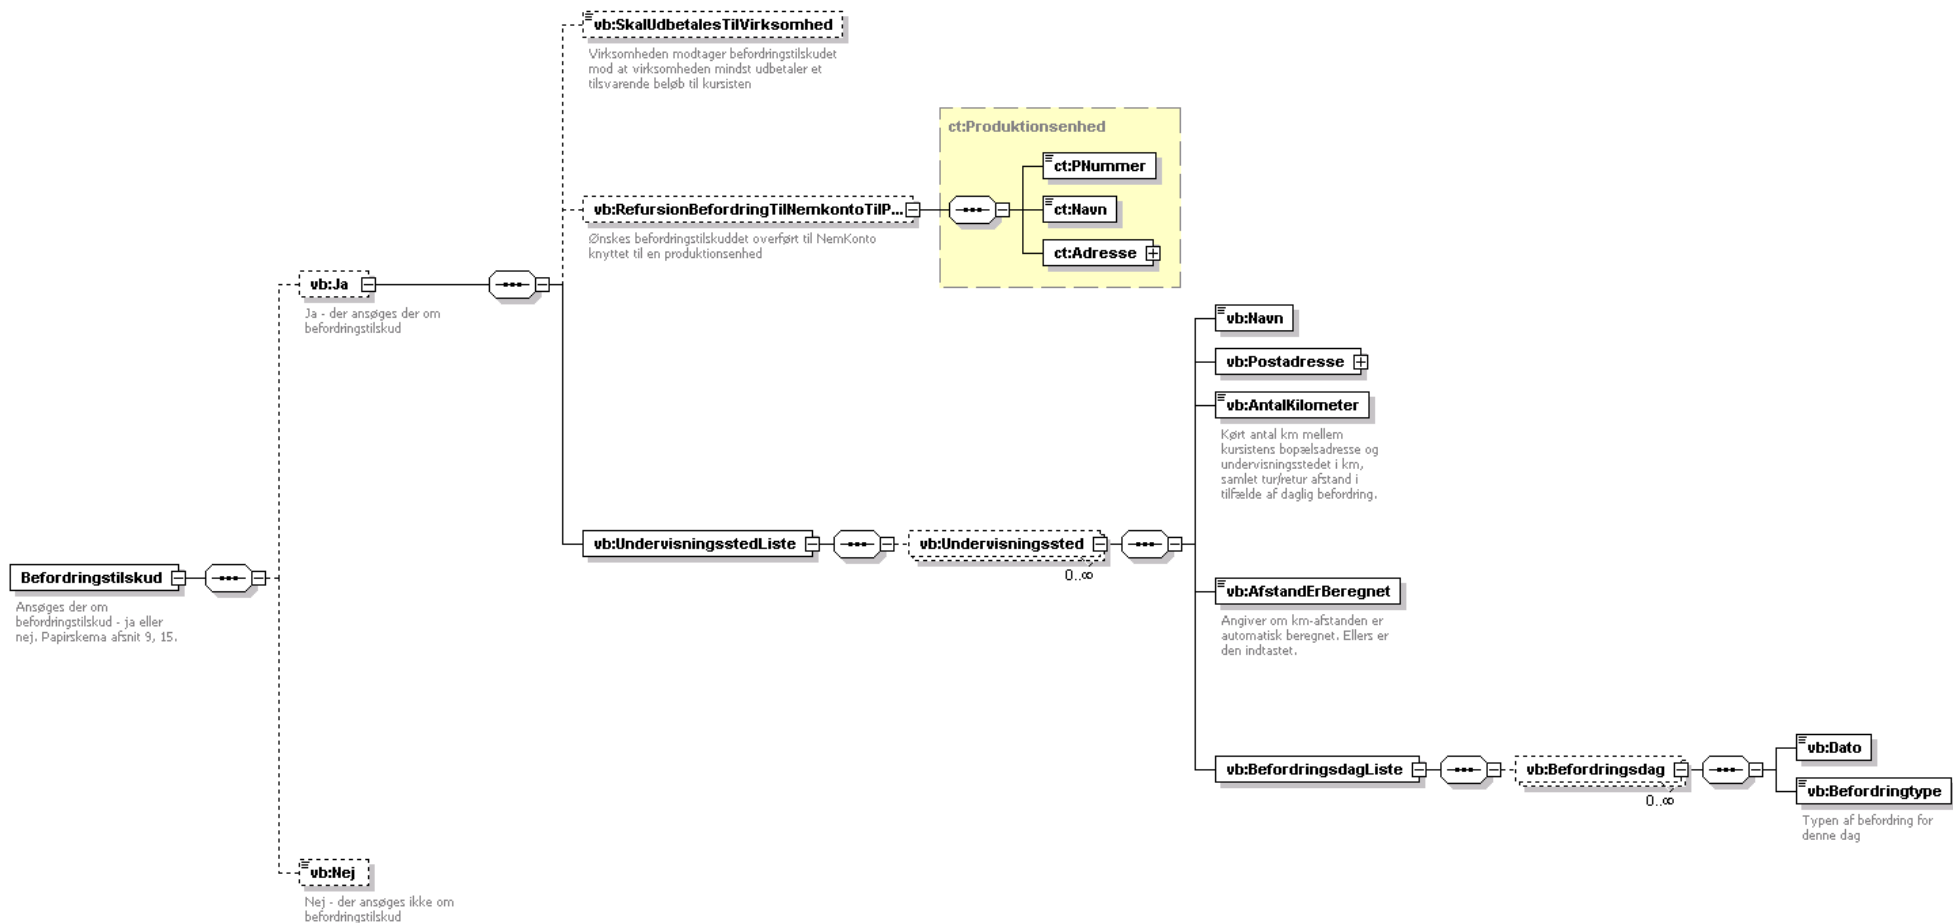 vb:SkalUdbetalesTilVirksomhed
Virksomheden modtager befordringstilskudet
mod at virksomheden mindst udbetaler et
tilsvarende beløb til kursisten
ct:Produktionsenhed
ct:PNummer
vb:RefursionBefordringTilNemkontoTilP...
ct:Navn
Ønskes befordringstilskuddet overført til NemKonto
knyttet til en produktionsenhed
ct:Adresse
vb:Ja
Ja - der ansøges der om
befordringstilskud
vb:Navn
vb:Postadresse
vb:AntalKilometer
Kørt antal km mellem
kursistens bopælsadresse og
undervisningsstedet i km,
samlet tur/retur afstand i
tilfælde af daglig befordring.
vb:UndervisningsstedListe
vb:Undervisningssted
0..∞
Befordringstilskud
Ansøges der om
befordringstilskud - ja eller
nej. Papirskema afsnit 9, 15.
vb:AfstandErBeregnet
Angiver om km-afstanden er
automatisk beregnet. Ellers er
den indtastet.
vb:BefordringsdagListe
vb:Befordringsdag
0..∞
vb:Dato
vb:Befordringtype
Typen af befordring for
denne dag
vb:Nej
Nej - der ansøges ikke om
befordringstilskud